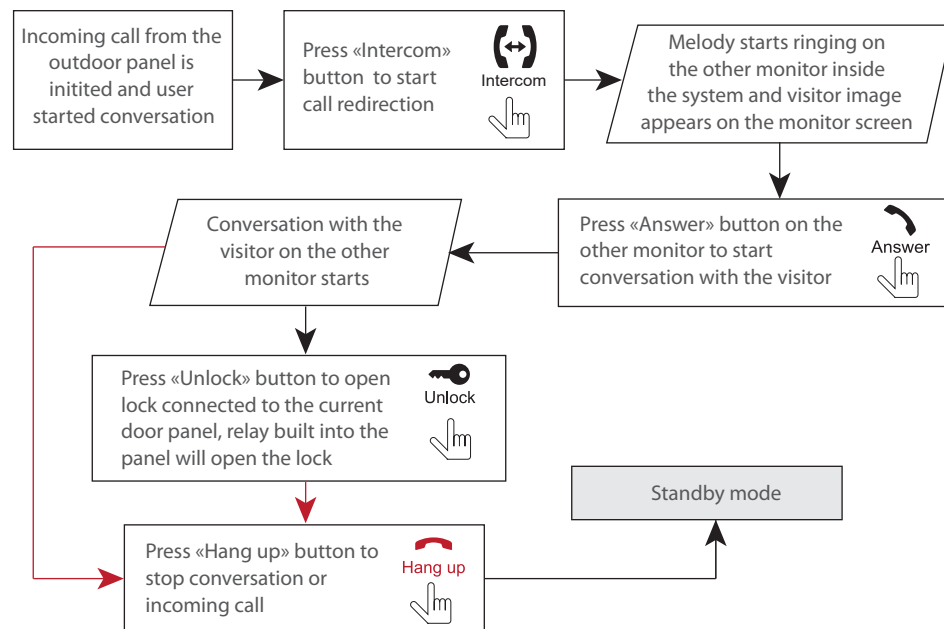 Incoming call from the
outdoor panel is
initited and user
started conversation
Press «Intercom»
button to start
call redirection
Intercom
Melody starts ringing on
the other monitor inside
the system and visitor image
appears on the monitor screen
Conversation with the
visitor on the other
monitor starts
Press «Answer» button on the
other monitor to start
conversation with the visitor
Answer
Press «Unlock» button to open
lock connected to the current
door panel, relay built into the
panel will open the lock
Unlock
Standby mode
Press «Hang up» button to
stop conversation or
incoming call
Hang up